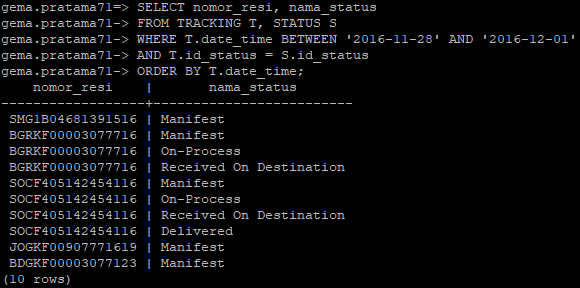 gema.pratama71=> SELECT nomor_resi, nama_status
gema.pratama71-> FROM TRACKING T, STATUS S
gema.pratama71-> WHERE T.date_time BETWEEN '2016-11-28' AND '2016-12-01'
gema.pratama71-> AND T.id_status = S.id_status
gema.pratama71-> ORDER BY T.date_time;
    nomor_resi    |       nama_status
------------------+-------------------------
 SMG1B04681391516 | Manifest
 BGRKF00003077716 | Manifest
 BGRKF00003077716 | On-Process
 BGRKF00003077716 | Received On Destination
 SOCF405142454116 | Manifest
 SOCF405142454116 | On-Process
 SOCF405142454116 | Received On Destination
 SOCF405142454116 | Delivered
 JOGKF00907771619 | Manifest
 BDGKF00003077123 | Manifest
(10 rows)